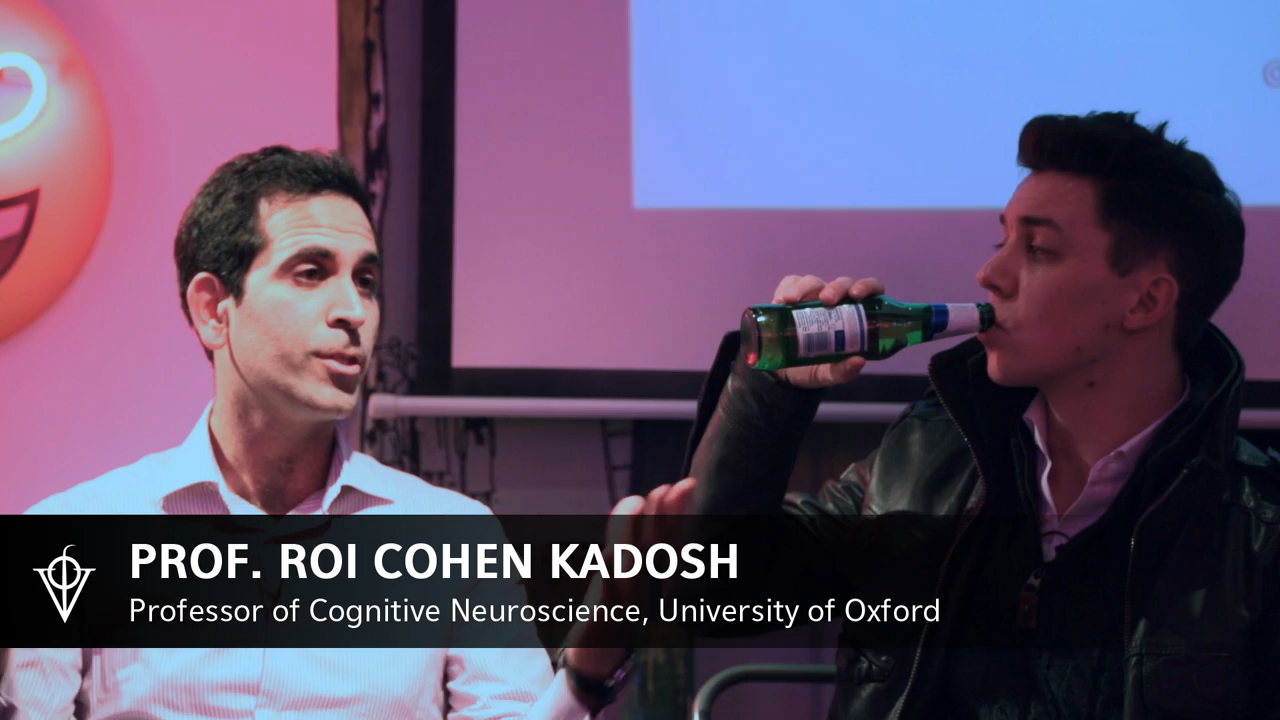 PROF. ROI COHEN KADOSH
Professor of Cognitive Neuroscience, University of Oxford